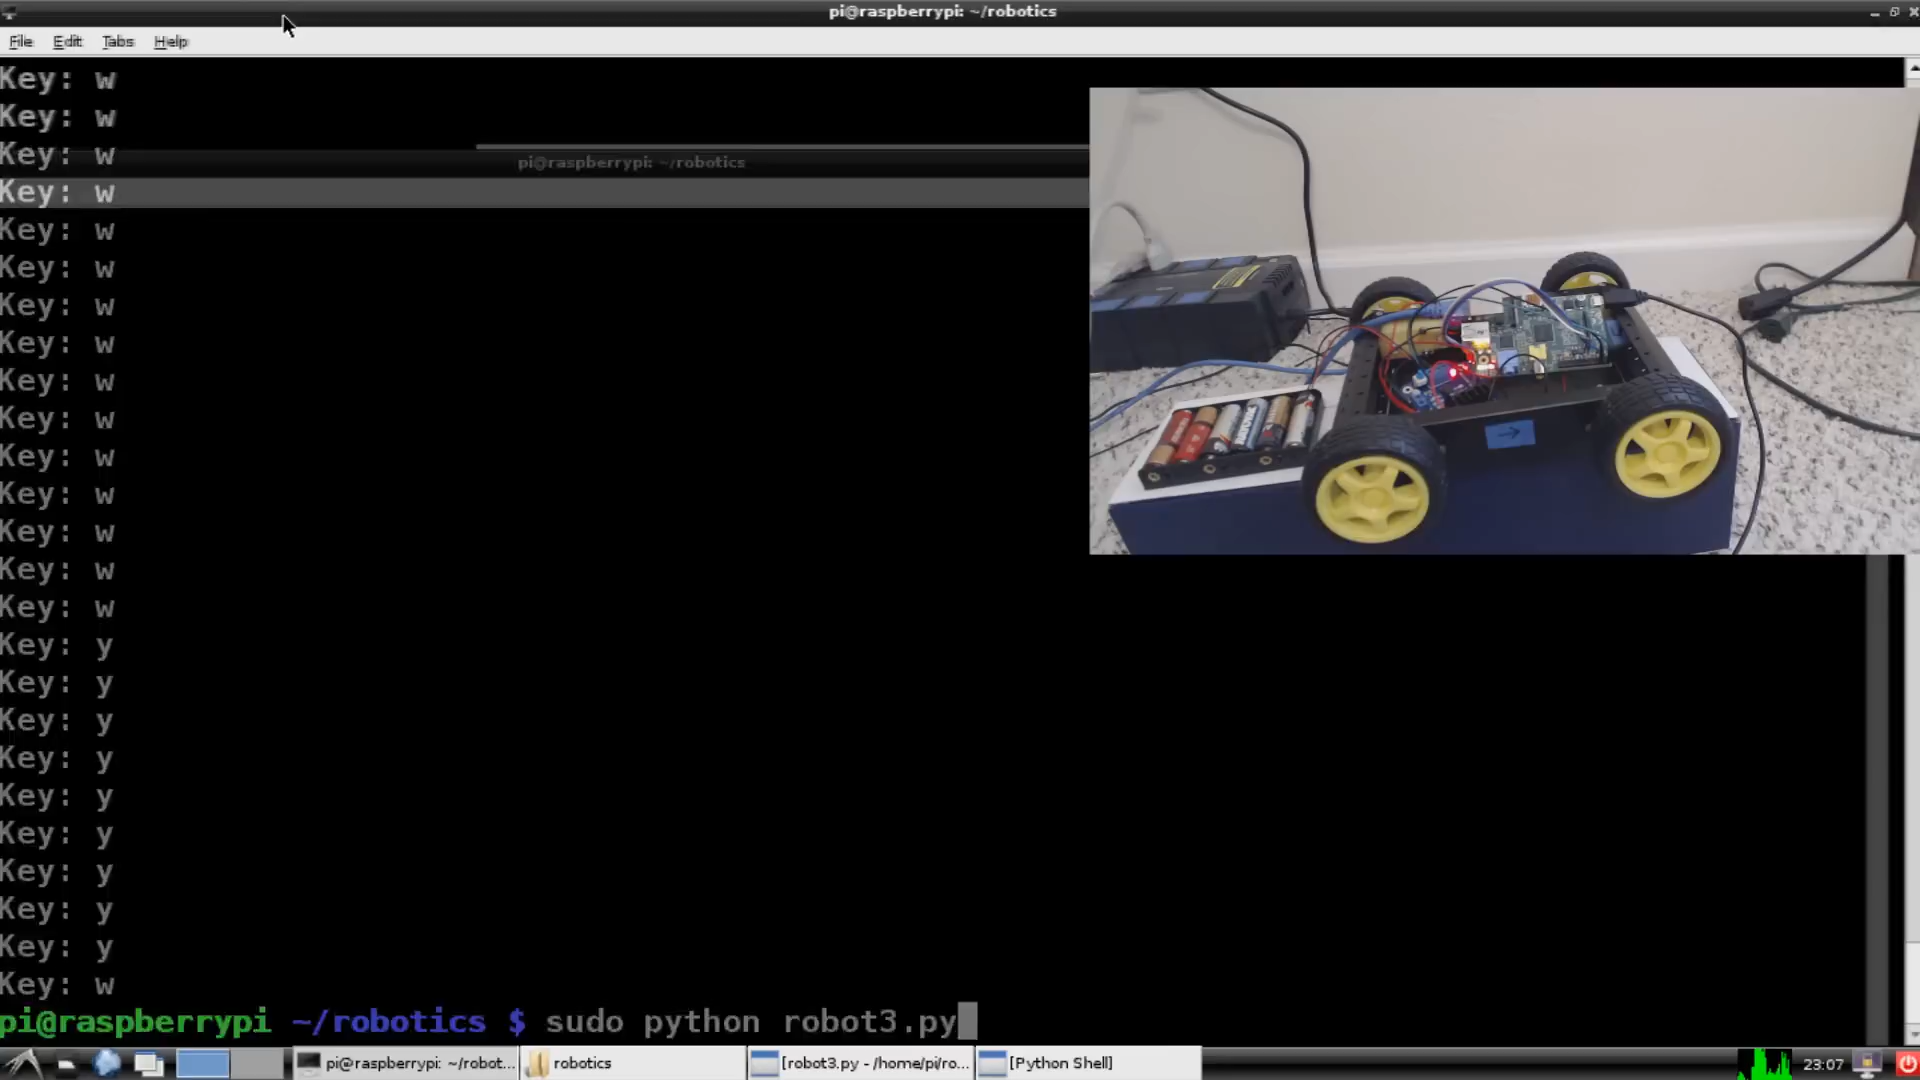 pi@raspberrypi: ~/robotics
File Edit Tabs Help
Key: w
Key: w
Key: w
pi@raspberrypi: ~/robotics
Key: w
Key: w
Key: w
Key: w
Key: w
Key: w
Key: w
Key: w
Key: w
Key: w
Key: w
Key: w
Key: y
Key: y
Key: y
Key: y
Key: y
Key: y
Key: y
Key: y
Key: y
Key: w
pi@raspberrypi ~/robotics $ sudo python robot3.py
pi@raspberrypi: ~/robot...
robotics
[robot3.py - /home/pi/ro...
[Python Shell]
23:07